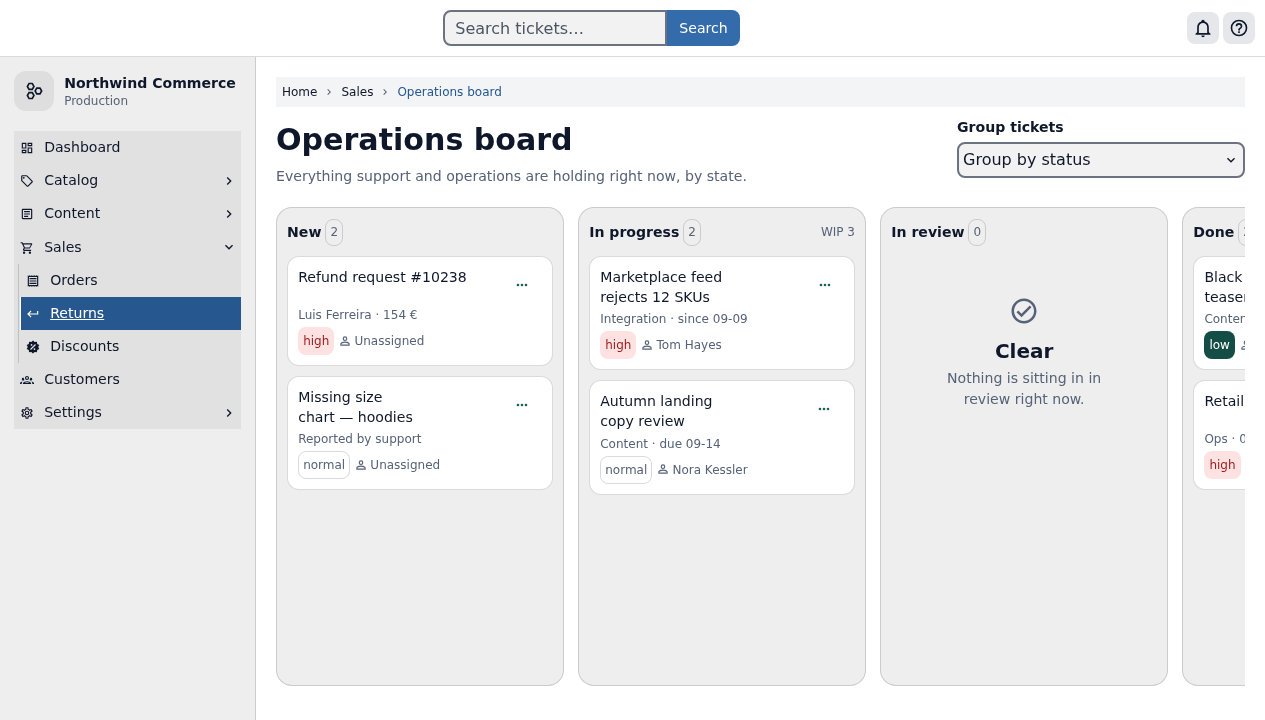 Search tickets…
Search
Northwind Commerce
Production
Dashboard
Catalog
Content
Sales
Orders
Returns
Discounts
Customers
Settings
Home
Sales
Operations board
Operations board
Everything support and operations are holding right now, by state.
Group tickets
Group by status
New 2
Refund request #10238
Luis Ferreira · 154 €
high Unassigned
Missing size
chart — hoodies
Reported by support
normal Unassigned
In progress 2 WIP 3
Marketplace feed
rejects 12 SKUs
Integration · since 09-09
high Tom Hayes
Autumn landing
copy review
Content · due 09-14
normal Nora Kessler
In review 0
Clear
Nothing is sitting in in
review right now.
Done
Black
low
Retail
Ops ·
high